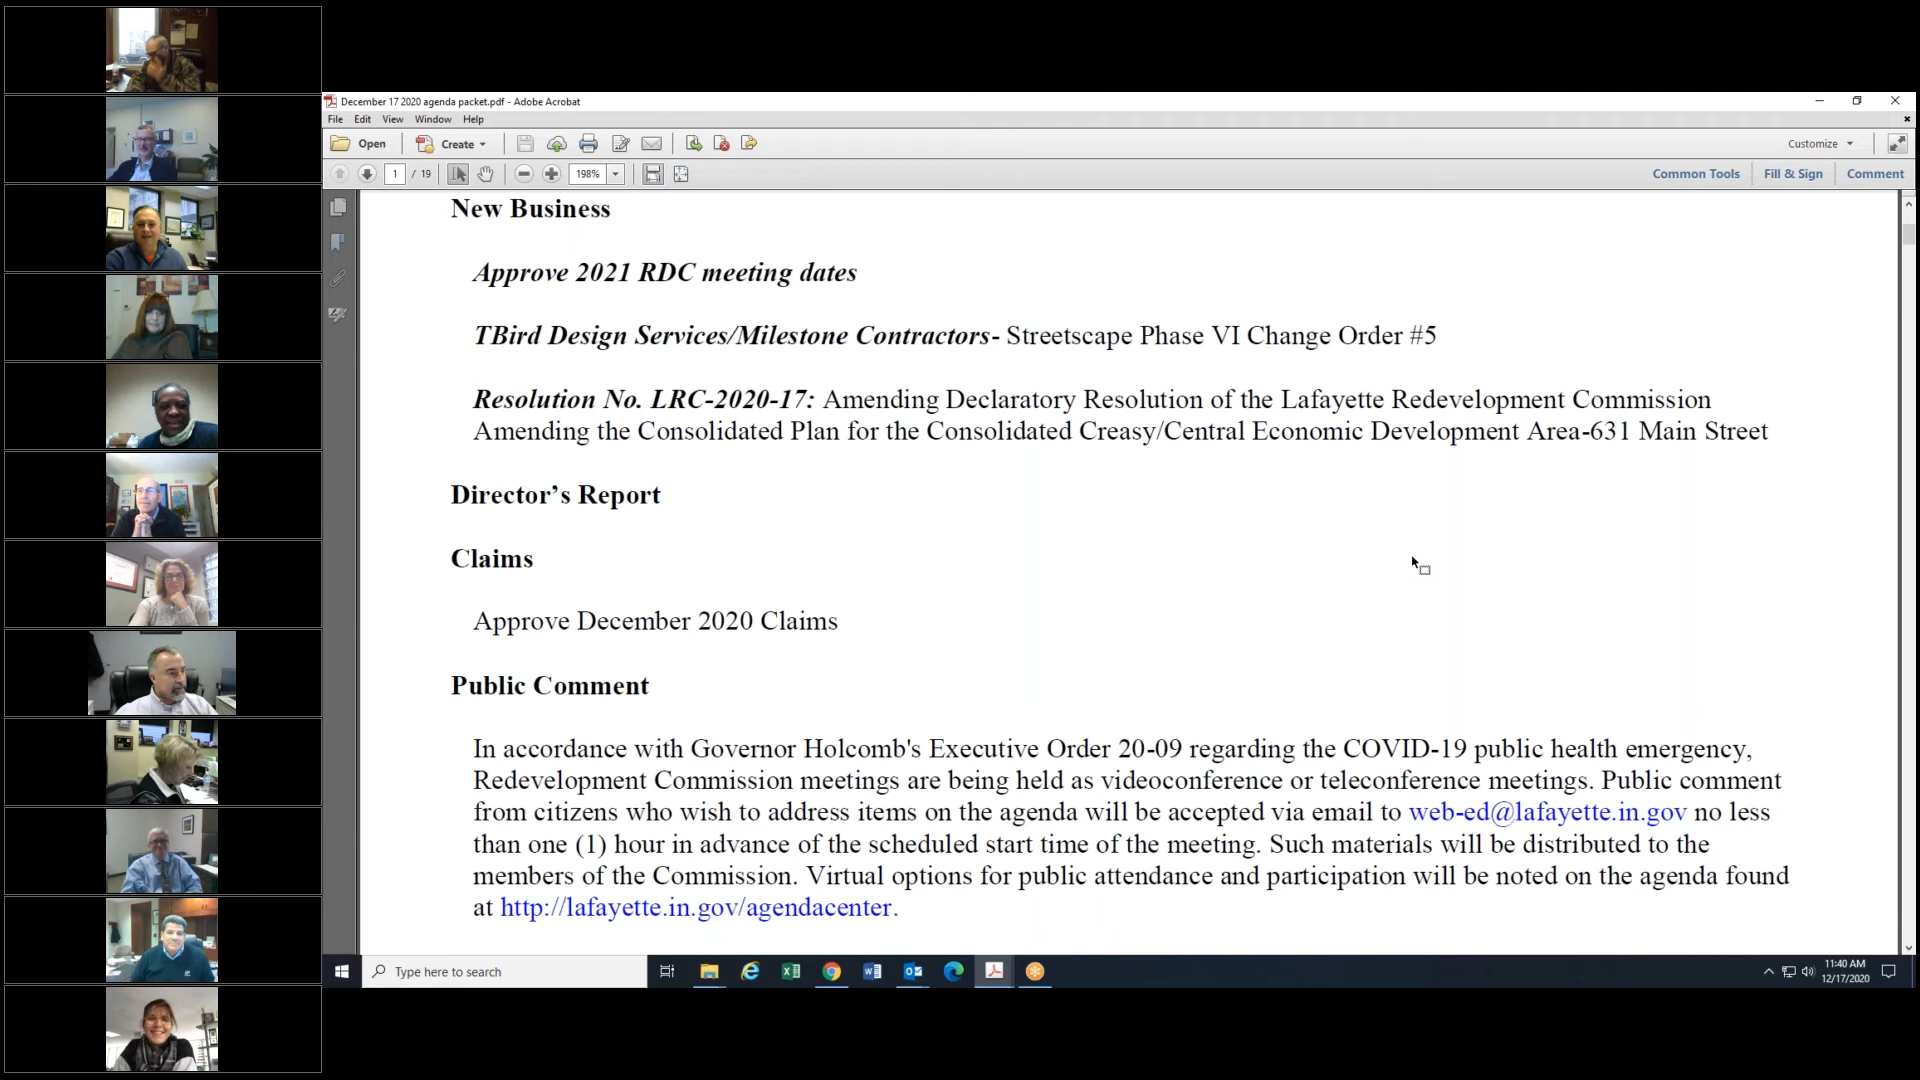 December 17 2020 agenda packet.pdf - Adobe Acrobat
File Edit View Window Help
Open Create Customize
1 / 19 198% Common Tools Fill & Sign Comment
New Business
Approve 2021 RDC meeting dates
TBird Design Services/Milestone Contractors- Streetscape Phase VI Change Order #5
Resolution No. LRC-2020-17: Amending Declaratory Resolution of the Lafayette Redevelopment Commission
Amending the Consolidated Plan for the Consolidated Creasy/Central Economic Development Area-631 Main Street
Director’s Report
Claims
Approve December 2020 Claims
Public Comment
In accordance with Governor Holcomb's Executive Order 20-09 regarding the COVID-19 public health emergency,
Redevelopment Commission meetings are being held as videoconference or teleconference meetings. Public comment
from citizens who wish to address items on the agenda will be accepted via email to web-ed@lafayette.in.gov no less
than one (1) hour in advance of the scheduled start time of the meeting. Such materials will be distributed to the
members of the Commission. Virtual options for public attendance and participation will be noted on the agenda found
at http://lafayette.in.gov/agendacenter.
Type here to search
11:40 AM
12/17/2020